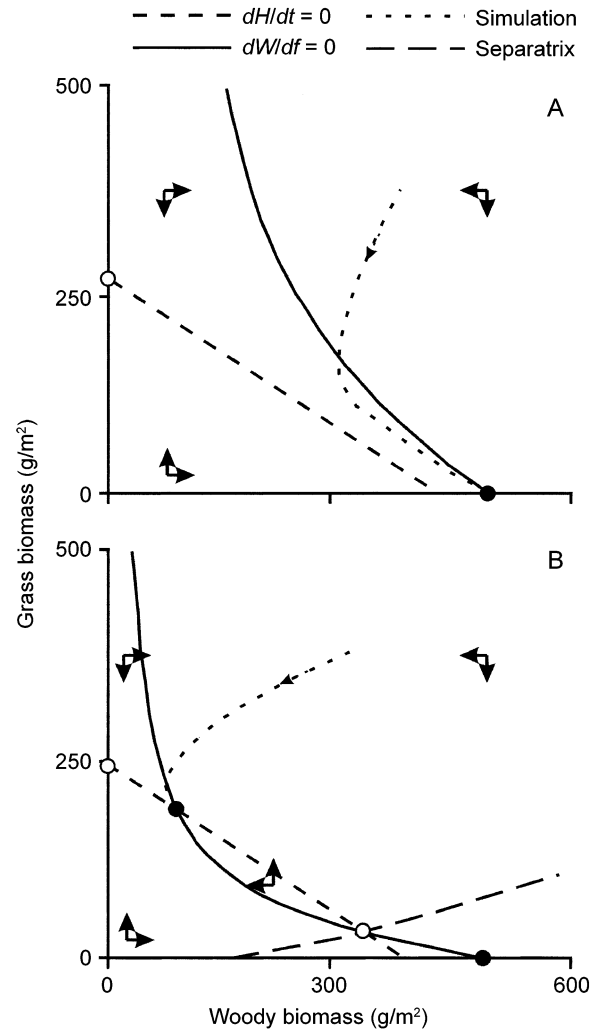 dH/dt = 0 Simulation
dW/df = 0 Separatrix
A
500
250
0
B
500
250
0
Grass biomass (g/m²)
0 300 600
Woody biomass (g/m²)